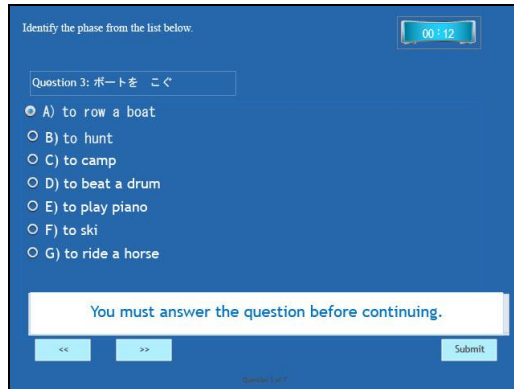 Identify the phase from the list below.
00:12
Question 3: ボートを こぐ
A) to row a boat
B) to hunt
C) to camp
D) to beat a drum
E) to play piano
F) to ski
G) to ride a horse
You must answer the question before continuing.
<< >> Submit